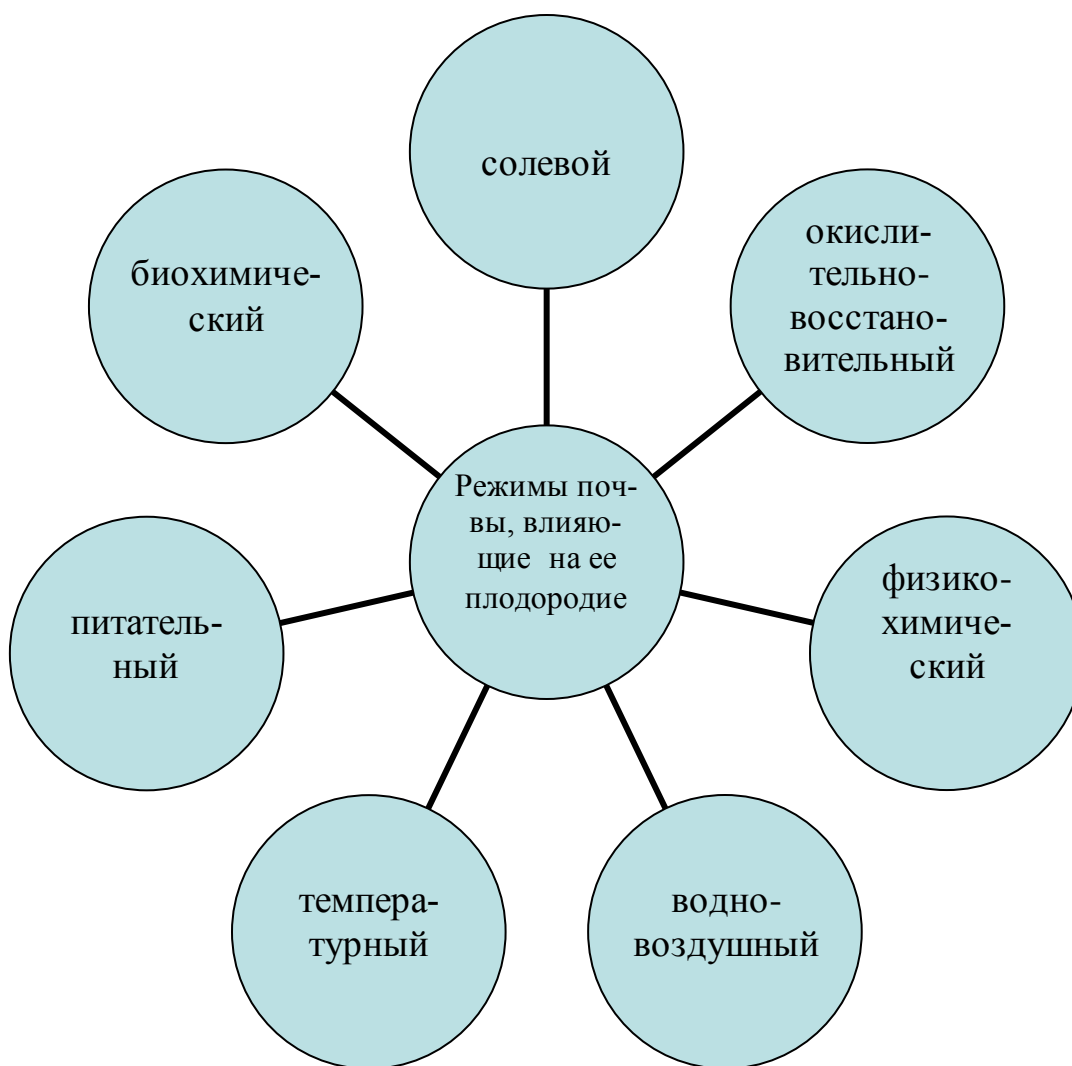 солевой
окисли-
тельно-
восстано-
вительный
физико-
химиче-
ский
водно-
воздушный
темпера-
турный
питатель-
ный
биохимиче-
ский
Режимы поч-
вы, влияю-
щие на ее
плодородие